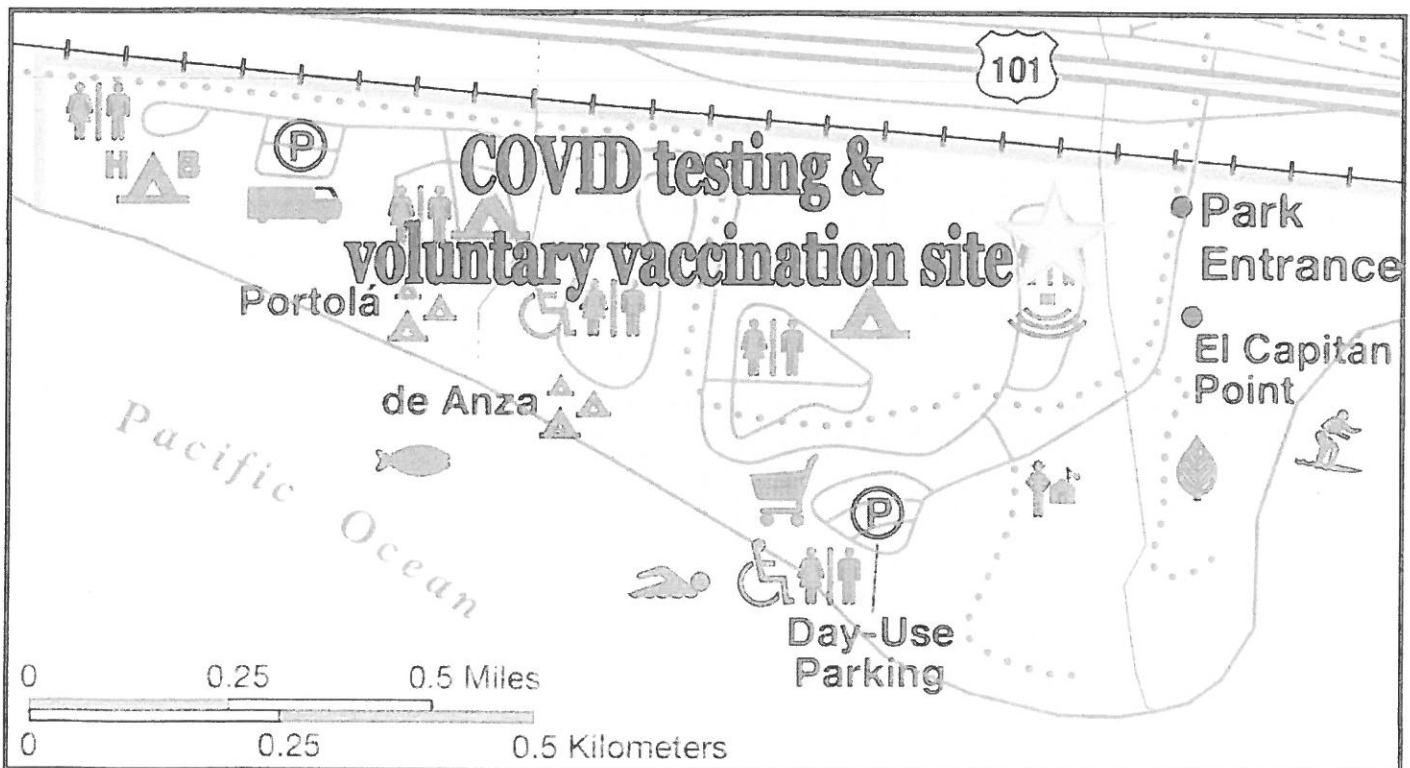 101
H B
P
COVID testing &
voluntary vaccination site
Park
Entrance
Portolá
El Capitán
Point
de Anza
Pacific Ocean
P
Day-Use
Parking
0 0.25 0.5 Miles
0 0.25 0.5 Kilometers